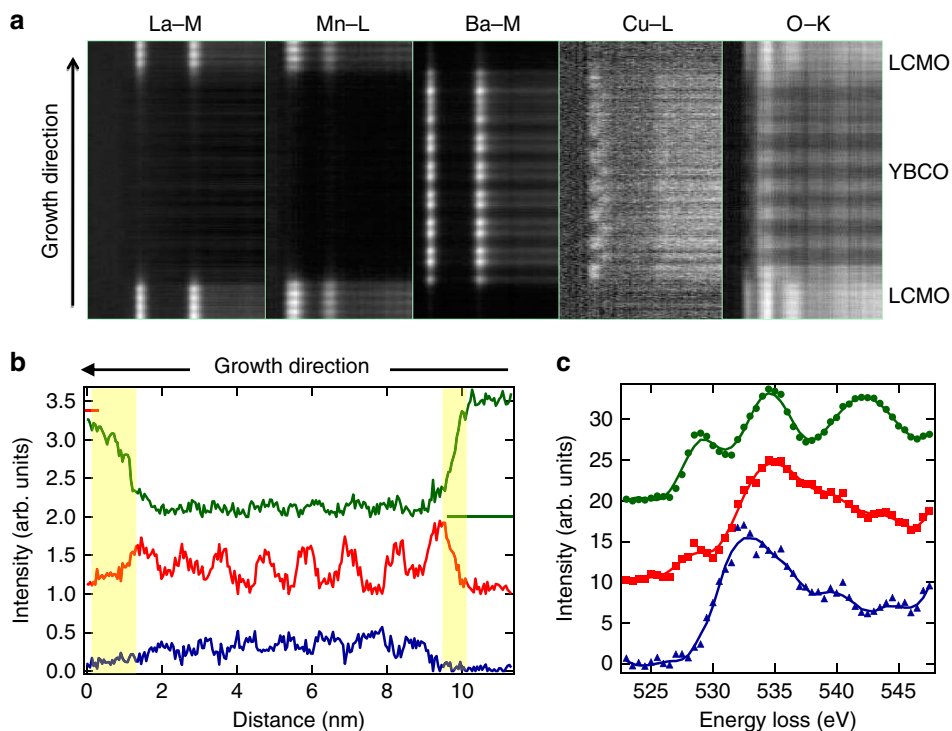 a
La–M Mn–L Ba–M Cu–L O–K
Growth direction
LCMO
YBCO
LCMO
b
Growth direction
Intensity (arb. units)
3.5
3.0
2.5
2.0
1.5
1.0
0.5
0.0
0 2 4 6 8 10
Distance (nm)
c
Intensity (arb. units)
30
25
20
15
10
5
0
525 530 535 540 545
Energy loss (eV)